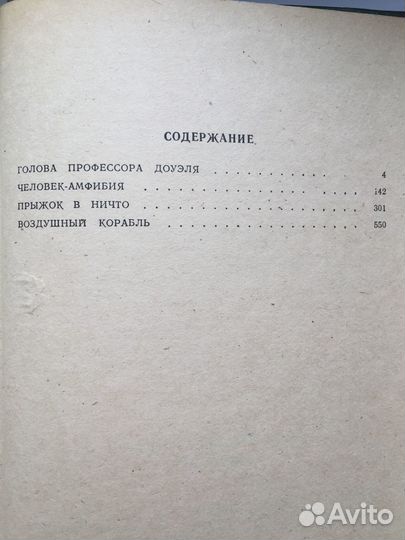 СОДЕРЖАНИЕ
ГОЛОВА ПРОФЕССОРА ДОУЭЛЯ . . . . . . . . . 4
ЧЕЛОВЕК-АМФИБИЯ . . . . . . . . . . . . . 142
ПРЫЖОК В НИЧТО . . . . . . . . . . . . . . 301
ВОЗДУШНЫЙ КОРАБЛЬ . . . . . . . . . . . . 550
Avito